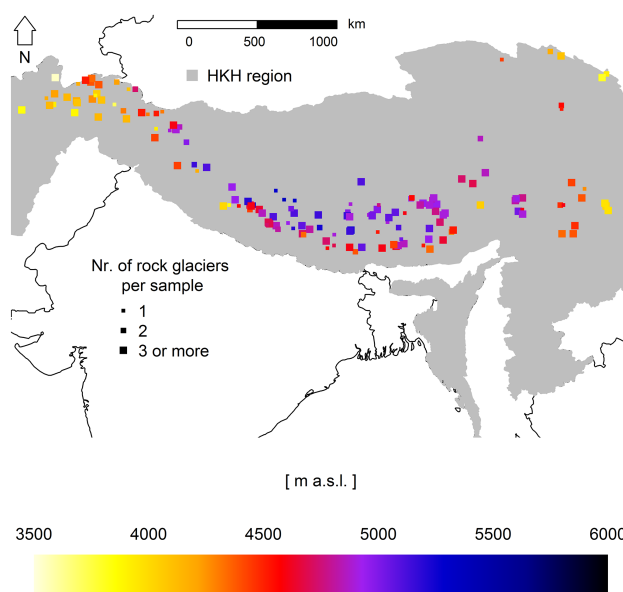 km
0 500 1000
N
HKH region
Nr. of rock glaciers
per sample
1
2
3 or more
[ m a.s.l. ]
3500 4000 4500 5000 5500 6000